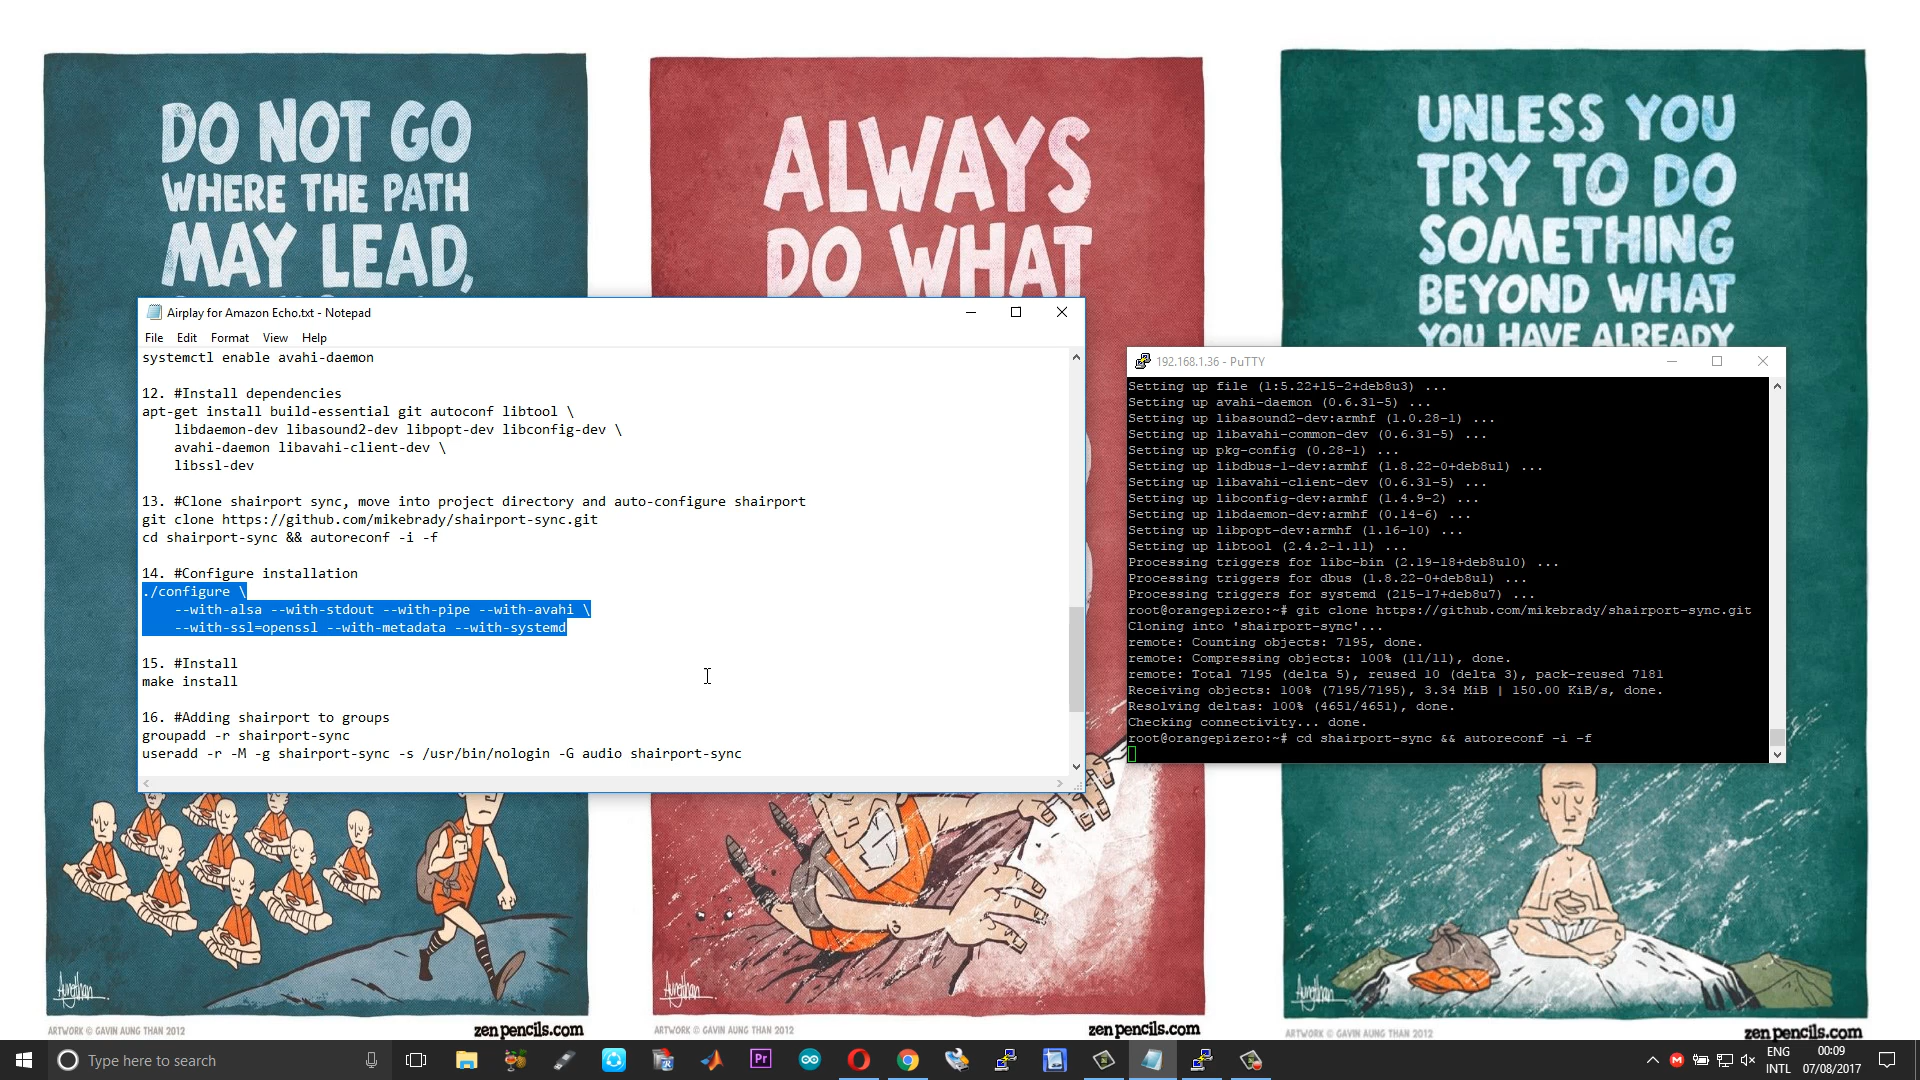 DO NOT GO
WHERE THE PATH
MAY LEAD,
ALWAYS
DO WHAT
UNLESS YOU
TRY TO DO
SOMETHING
BEYOND WHAT
YOU HAVE ALREADY
Airplay for Amazon Echo.txt - Notepad
File Edit Format View Help
systemctl enable avahi-daemon
12. #Install dependencies
apt-get install build-essential git autoconf libtool \
libdaemon-dev libasound2-dev libpopt-dev libconfig-dev \
avahi-daemon libavahi-client-dev \
libssl-dev
13. #Clone shairport sync, move into project directory and auto-configure shairport
git clone https://github.com/mikebrady/shairport-sync.git
cd shairport-sync && autoreconf -i -f
14. #Configure installation
./configure \
--with-alsa --with-stdout --with-pipe --with-avahi \
--with-ssl=openssl --with-metadata --with-systemd
15. #Install
make install
16. #Adding shairport to groups
groupadd -r shairport-sync
useradd -r -M -g shairport-sync -s /usr/bin/nologin -G audio shairport-sync
192.168.1.36 - PuTTY
Setting up file (1:5.22+15-2+deb8u3) ...
Setting up avahi-daemon (0.6.31-5) ...
Setting up libasound2-dev:armhf (1.0.28-1) ...
Setting up libavahi-common-dev (0.6.31-5) ...
Setting up pkg-config (0.28-1) ...
Setting up libdbus-1-dev:armhf (1.8.22-0+deb8u1) ...
Setting up libavahi-client-dev (0.6.31-5) ...
Setting up libconfig-dev:armhf (1.4.9-2) ...
Setting up libdaemon-dev:armhf (0.14-6) ...
Setting up libpopt-dev:armhf (1.16-10) ...
Setting up libtool (2.4.2-1.11) ...
Processing triggers for libc-bin (2.19-18+deb8u10) ...
Processing triggers for dbus (1.8.22-0+deb8u1) ...
Processing triggers for systemd (215-17+deb8u7) ...
root@orangepizero:~# git clone https://github.com/mikebrady/shairport-sync.git
Cloning into 'shairport-sync'...
remote: Counting objects: 7195, done.
remote: Compressing objects: 100% (11/11), done.
remote: Total 7195 (delta 5), reused 10 (delta 3), pack-reused 7181
Receiving objects: 100% (7195/7195), 3.34 MiB | 150.00 KiB/s, done.
Resolving deltas: 100% (4651/4651), done.
Checking connectivity... done.
root@orangepizero:~# cd shairport-sync && autoreconf -i -f
ARTWORK © GAVIN AUNG THAN 2012
zenpencils.com
ARTWORK © GAVIN AUNG THAN 2012
zenpencils.com
ARTWORK © GAVIN AUNG THAN 2012
zenpencils.com
Type here to search
Pr
ENG
INTL
00:09
07/08/2017